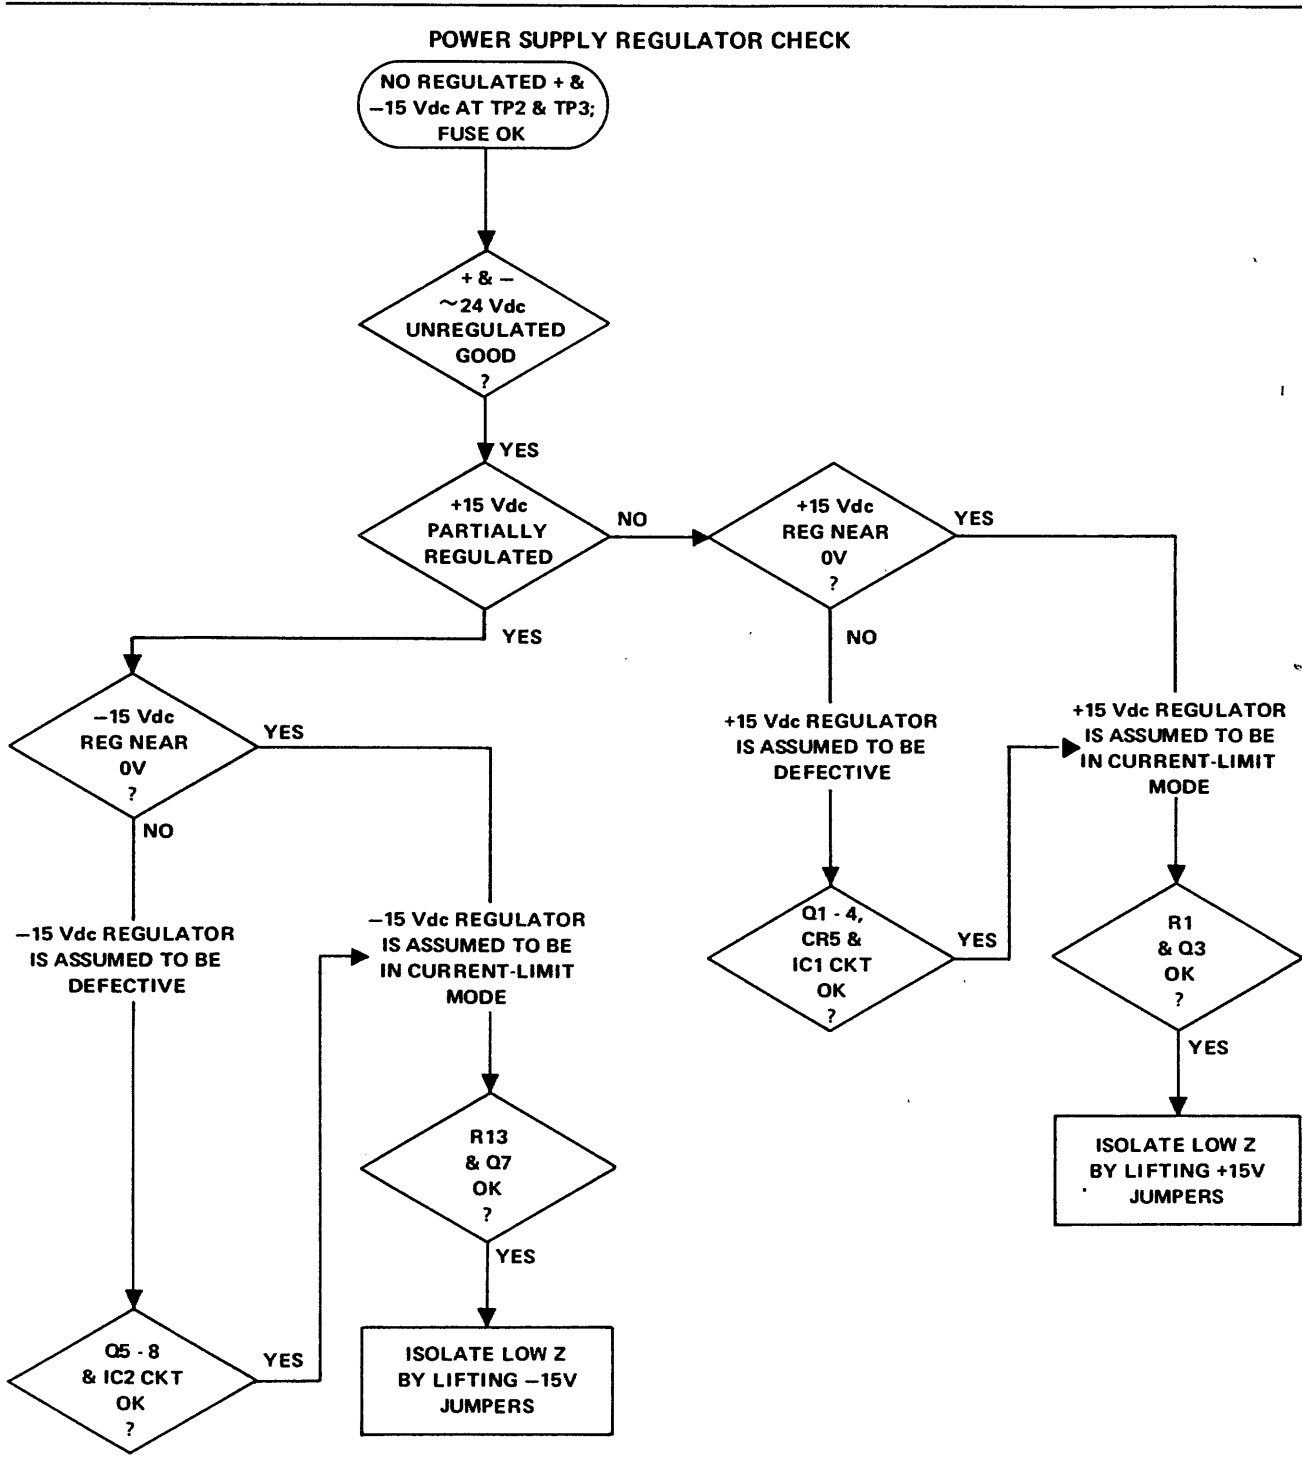 POWER SUPPLY REGULATOR CHECK
NO REGULATED + &
−15 Vdc AT TP2 & TP3;
FUSE OK
+ & −
~24 Vdc
UNREGULATED
GOOD
?
YES
+15 Vdc
PARTIALLY
REGULATED
NO
YES
+15 Vdc
REG NEAR
0V
?
YES
NO
−15 Vdc
REG NEAR
0V
?
YES
NO
+15 Vdc REGULATOR
IS ASSUMED TO BE
DEFECTIVE
+15 Vdc REGULATOR
IS ASSUMED TO BE
IN CURRENT-LIMIT
MODE
Q1 - 4,
CR5 &
IC1 CKT
OK
?
YES
R1
& Q3
OK
?
YES
ISOLATE LOW Z
BY LIFTING +15V
JUMPERS
−15 Vdc REGULATOR
IS ASSUMED TO BE
DEFECTIVE
−15 Vdc REGULATOR
IS ASSUMED TO BE
IN CURRENT-LIMIT
MODE
R13
& Q7
OK
?
YES
Q5 - 8
& IC2 CKT
OK
?
YES
ISOLATE LOW Z
BY LIFTING −15V
JUMPERS